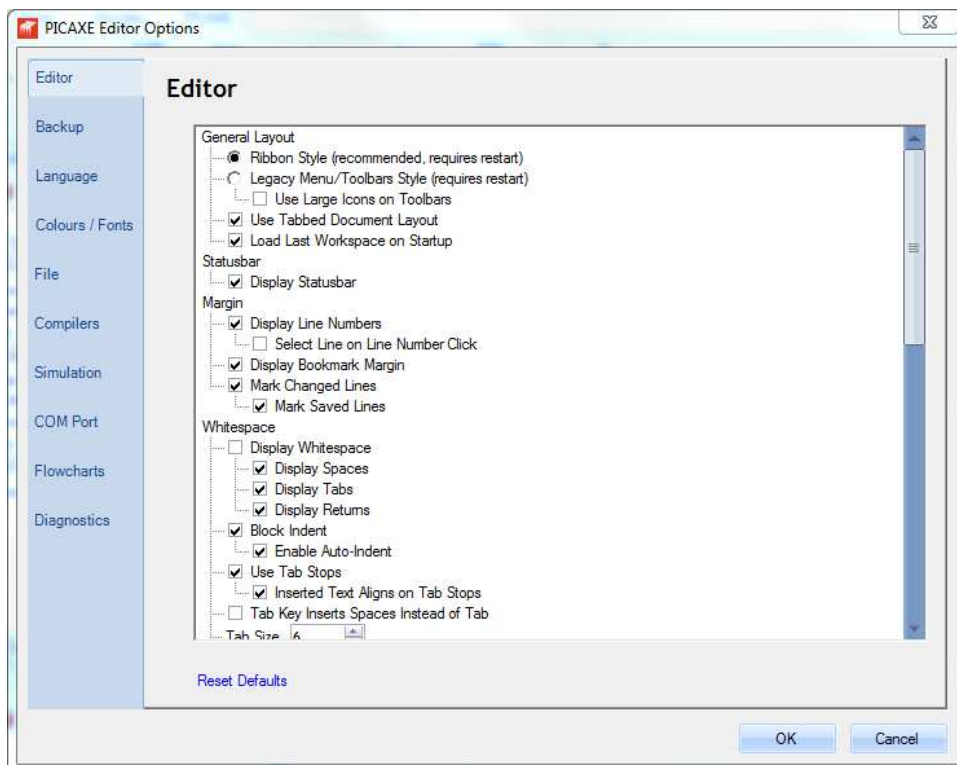 PICAXE Editor Options
Editor
Backup
Language
Colours / Fonts
File
Compilers
Simulation
COM Port
Flowcharts
Diagnostics
Editor
General Layout
Ribbon Style (recommended, requires restart)
Legacy Menu/Toolbars Style (requires restart)
Use Large Icons on Toolbars
Use Tabbed Document Layout
Load Last Workspace on Startup
Statusbar
Display Statusbar
Margin
Display Line Numbers
Select Line on Line Number Click
Display Bookmark Margin
Mark Changed Lines
Mark Saved Lines
Whitespace
Display Whitespace
Display Spaces
Display Tabs
Display Returns
Block Indent
Enable Auto-Indent
Use Tab Stops
Inserted Text Aligns on Tab Stops
Tab Key Inserts Spaces Instead of Tab
Tab Size 6
Reset Defaults
OK Cancel